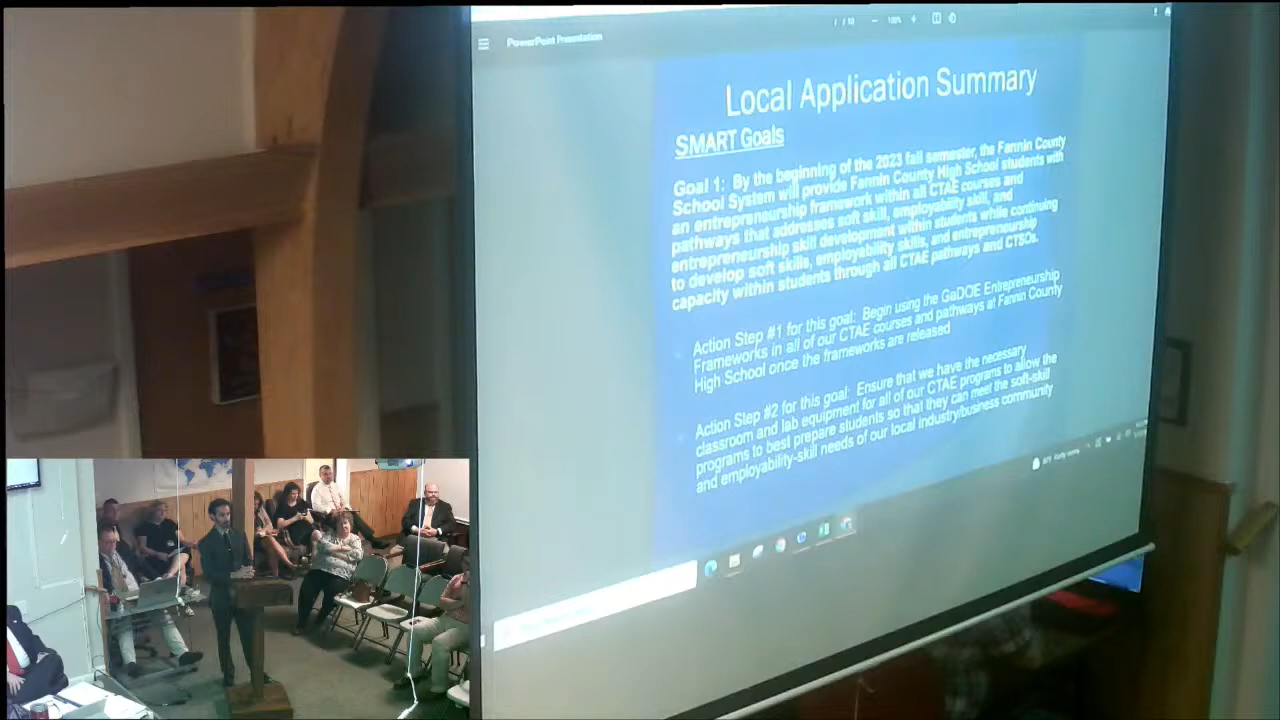 PowerPoint Presentation
100%
Local Application Summary
SMART Goals
Goal 1: By the beginning of the 2023 fall semester, the Fannin County
School System will provide Fannin County High School students with
an entrepreneurship framework within all CTAE courses and
pathways that addresses soft skill, employability skill, and
entrepreneurship skill development within students while continuing
to develop soft skills, employability skills, and entrepreneurship
capacity within students through all CTAE pathways and CTSOs.
Action Step #1 for this goal: Begin using the GaDOE Entrepreneurship
Frameworks in all of our CTAE courses and pathways at Fannin County
High School once the frameworks are released
Action Step #2 for this goal: Ensure that we have the necessary
classroom and lab equipment for all of our CTAE programs to allow the
programs to best prepare students so that they can meet the soft-skill
and employability-skill needs of our local industry/business community